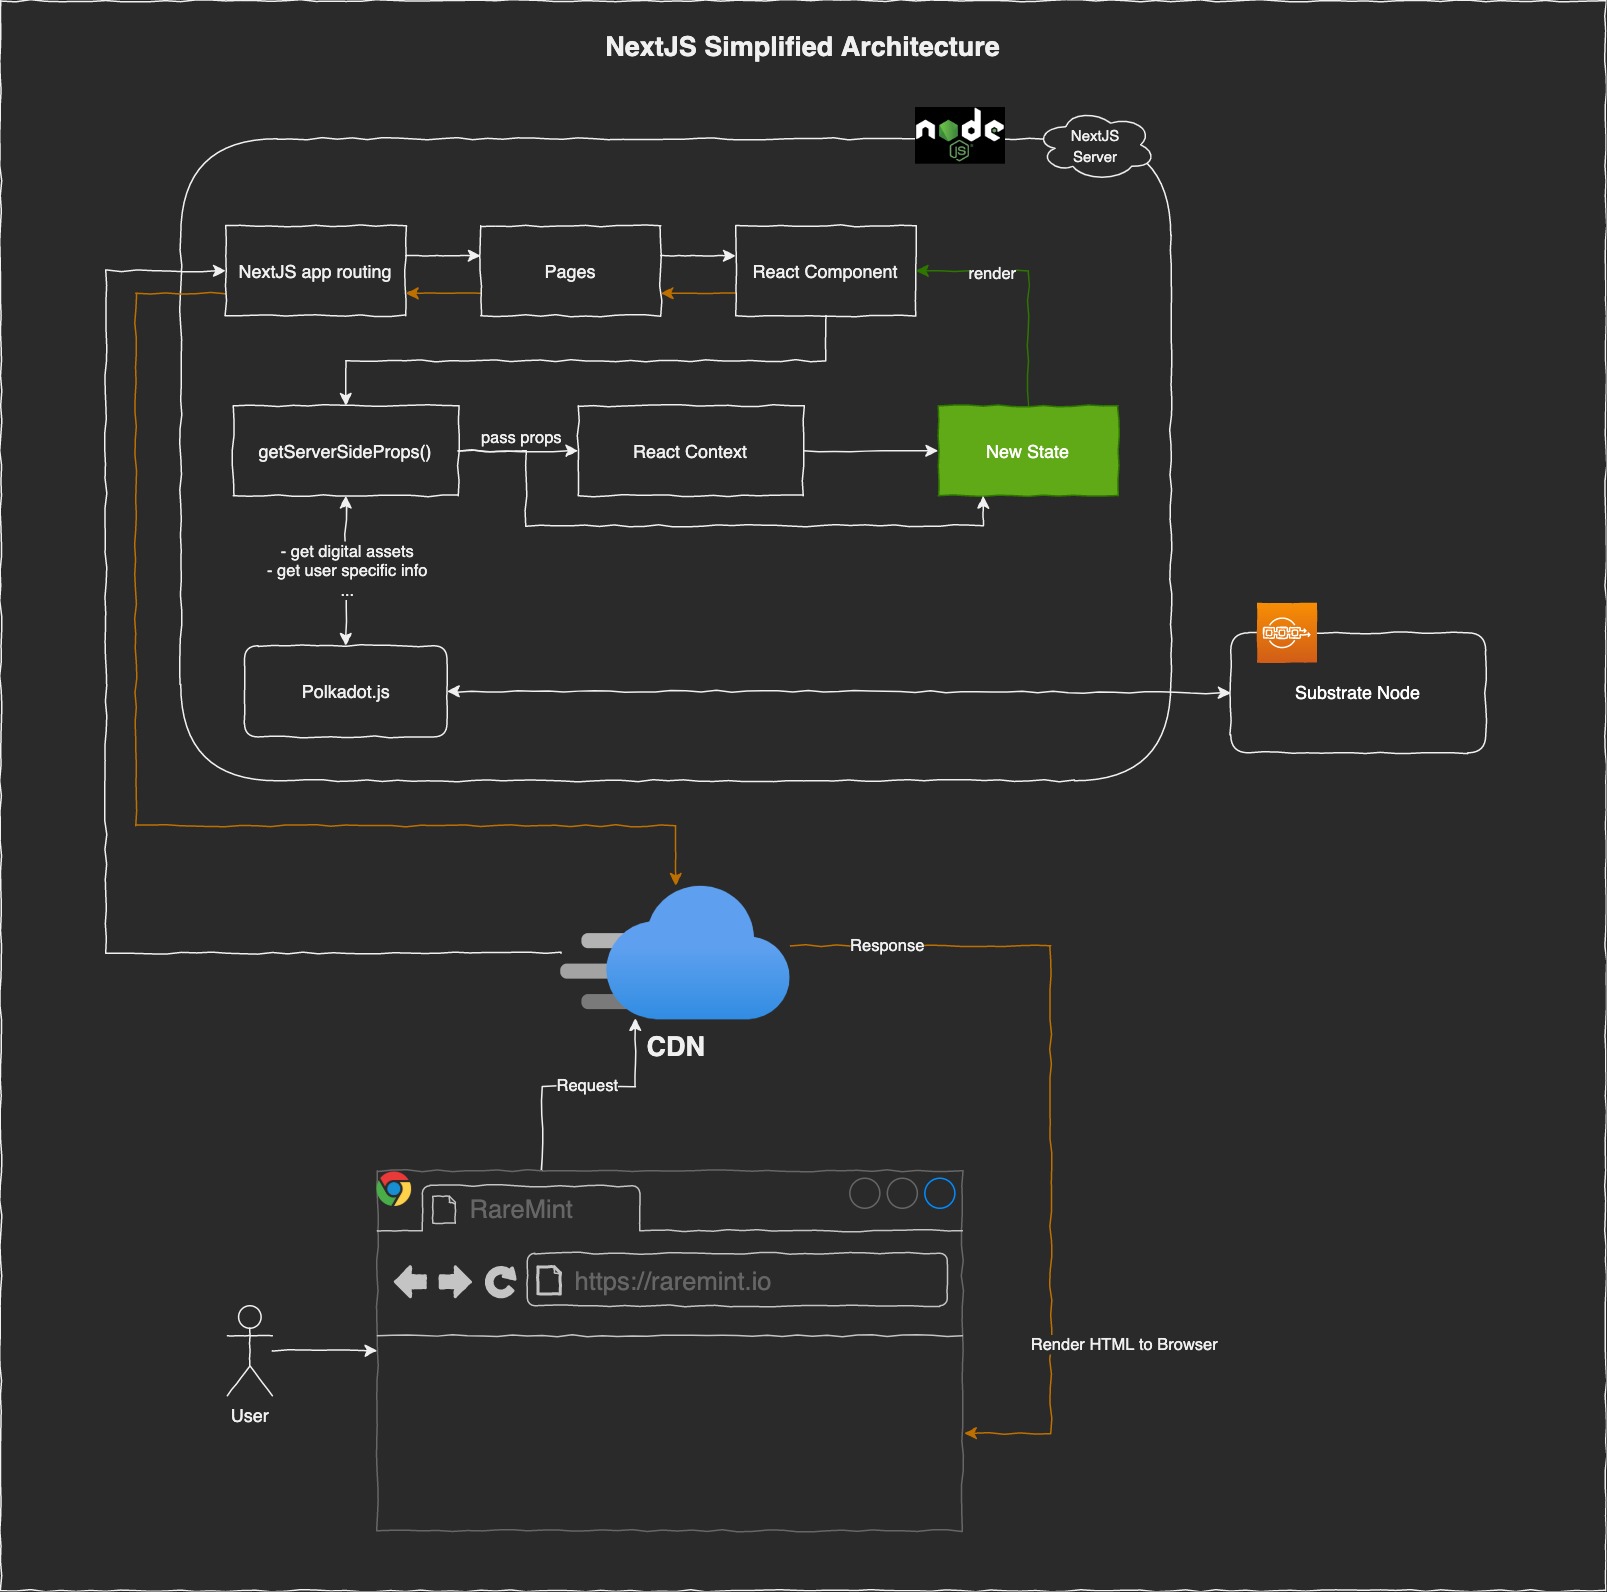 NextJS Simplified Architecture
node
JS
NextJS
Server
NextJS app routing
Pages
React Component
render
getServerSideProps()
pass props
React Context
New State
- get digital assets
- get user specific info
...
Polkadot.js
Substrate Node
Response
CDN
Request
RareMint
https://raremint.io
Render HTML to Browser
User